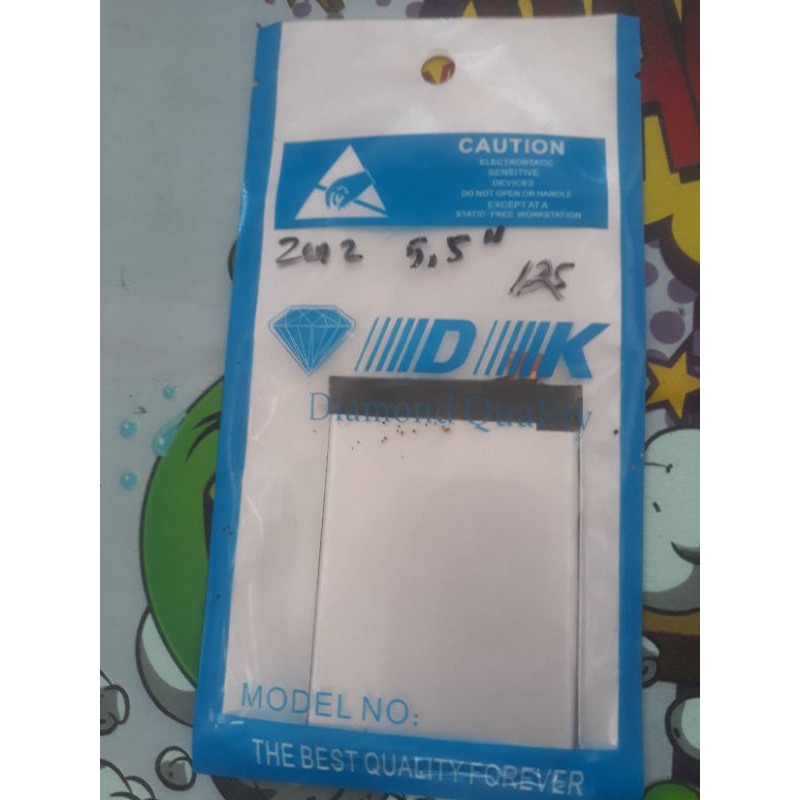 CAUTION
ELECTROSTATIC
SENSITIVE
DEVICES
DO NOT OPEN OR HANDLE
EXCEPT AT A
STATIC-FREE WORKSTATION
5,5"
125
DK
Diamond Quality
MODEL NO:
THE BEST QUALITY FOREVER